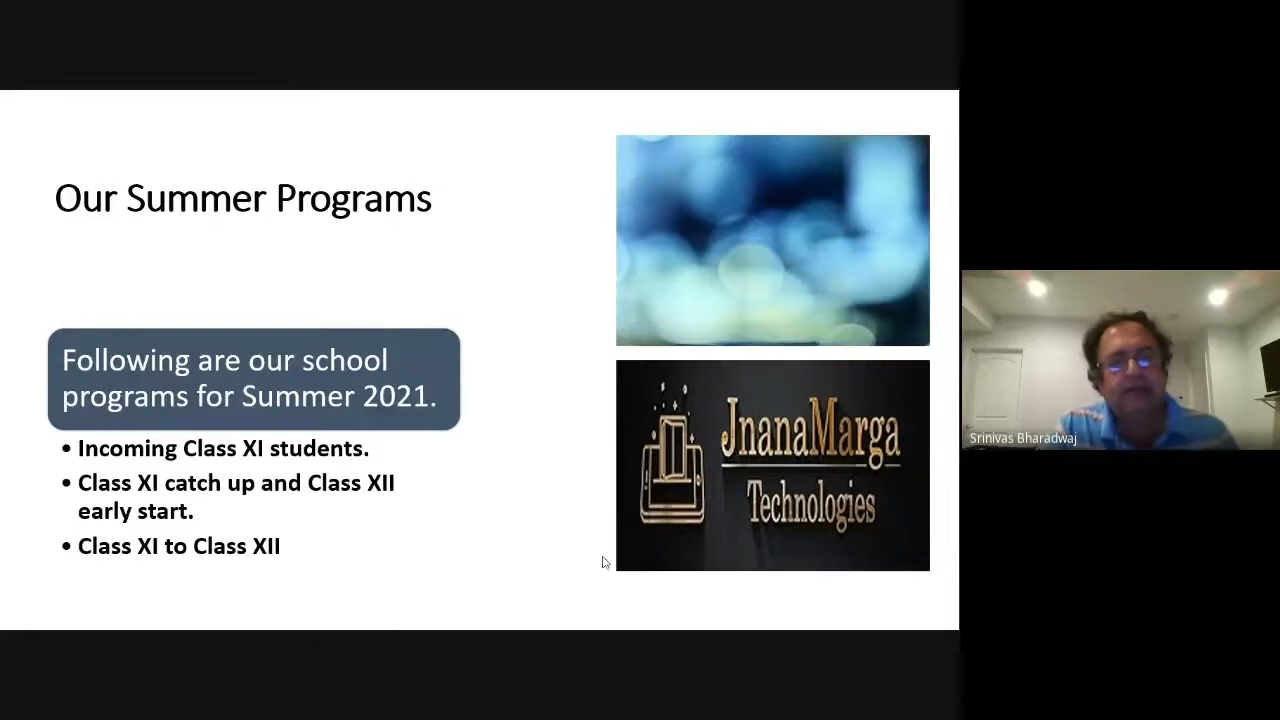 Our Summer Programs
Following are our school
programs for Summer 2021.
• Incoming Class XI students.
• Class XI catch up and Class XII
early start.
• Class XI to Class XII
JnanaMarga
Technologies
Srinivas Bharadwaj